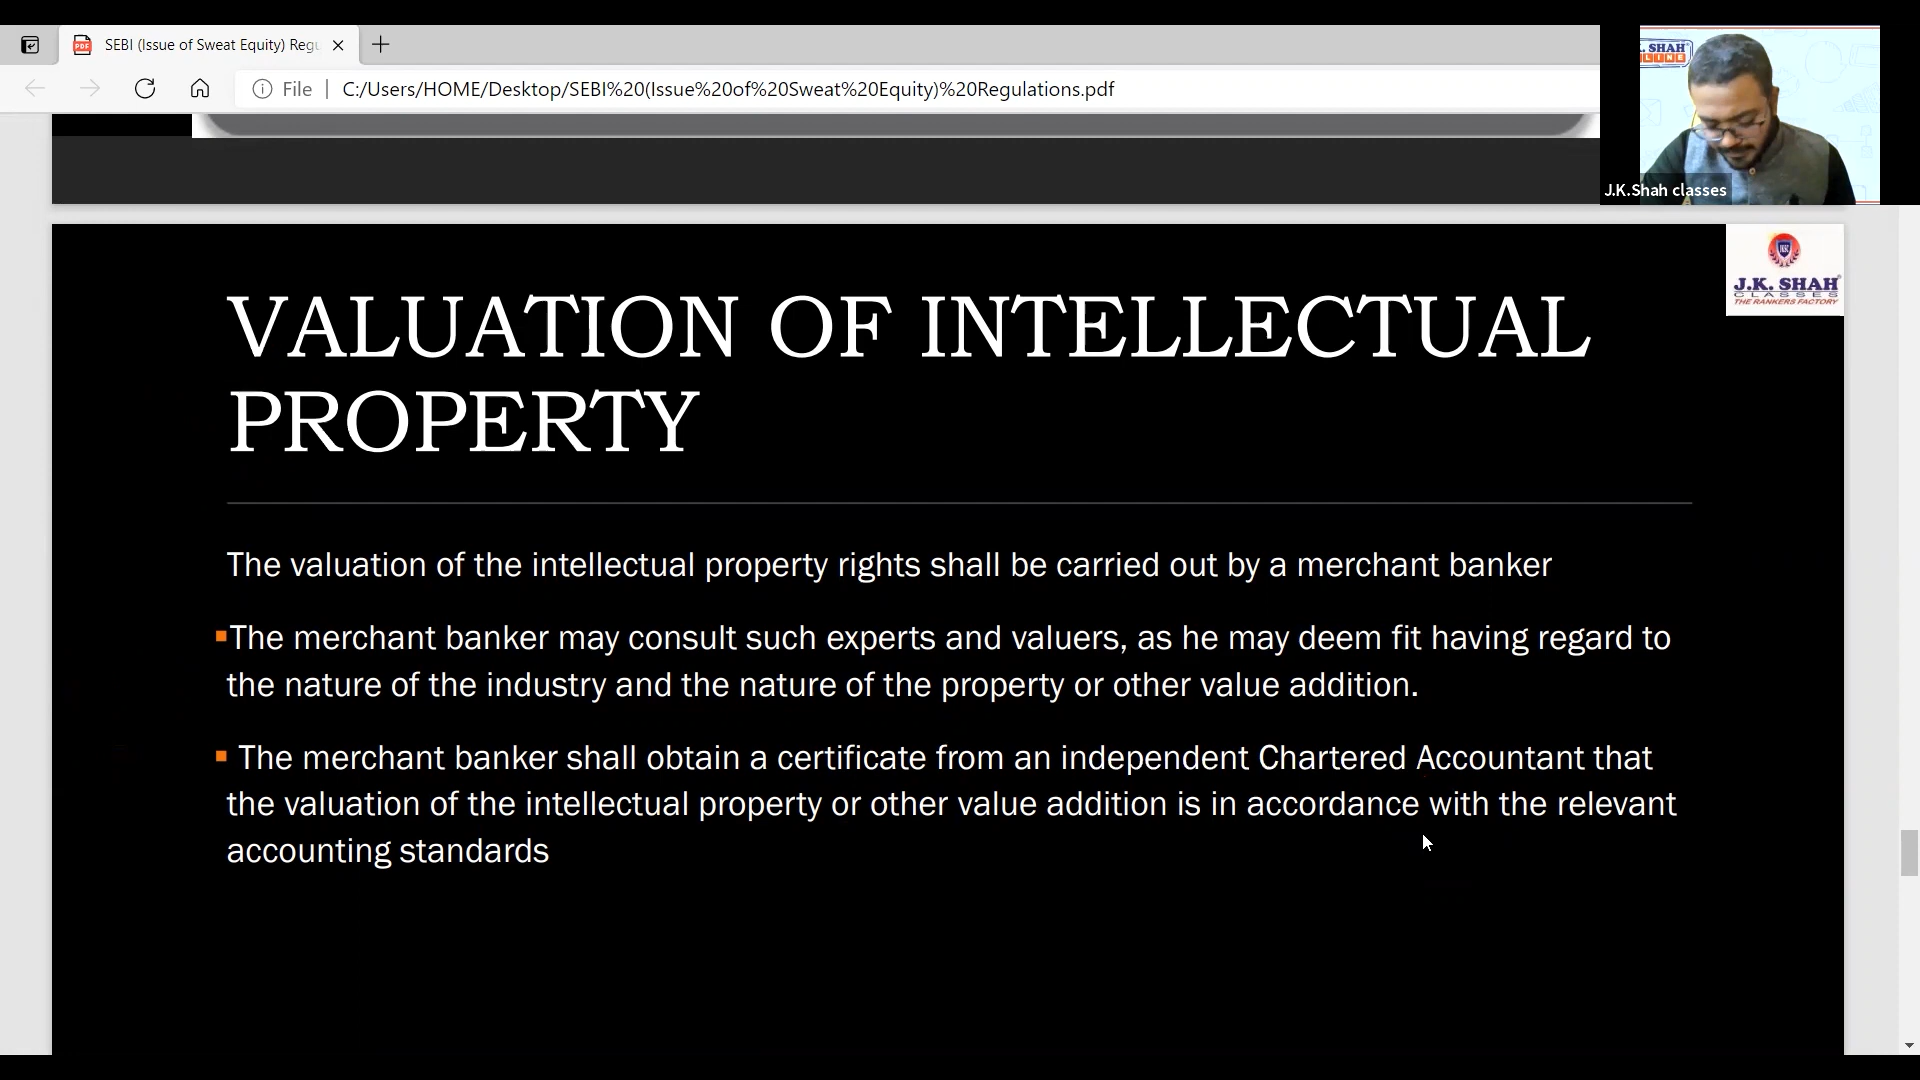 SEBI (Issue of Sweat Equity) Regu
File
C:/Users/HOME/Desktop/SEBI%20(Issue%20of%20Sweat%20Equity)%20Regulations.pdf
K. SHAH
LINE
J.K.Shah classes
J.K. SHAH
CLASSES
THE RANKERS FACTORY
VALUATION OF INTELLECTUAL
PROPERTY
The valuation of the intellectual property rights shall be carried out by a merchant banker
▪The merchant banker may consult such experts and valuers, as he may deem fit having regard to
the nature of the industry and the nature of the property or other value addition.
▪ The merchant banker shall obtain a certificate from an independent Chartered Accountant that
the valuation of the intellectual property or other value addition is in accordance with the relevant
accounting standards